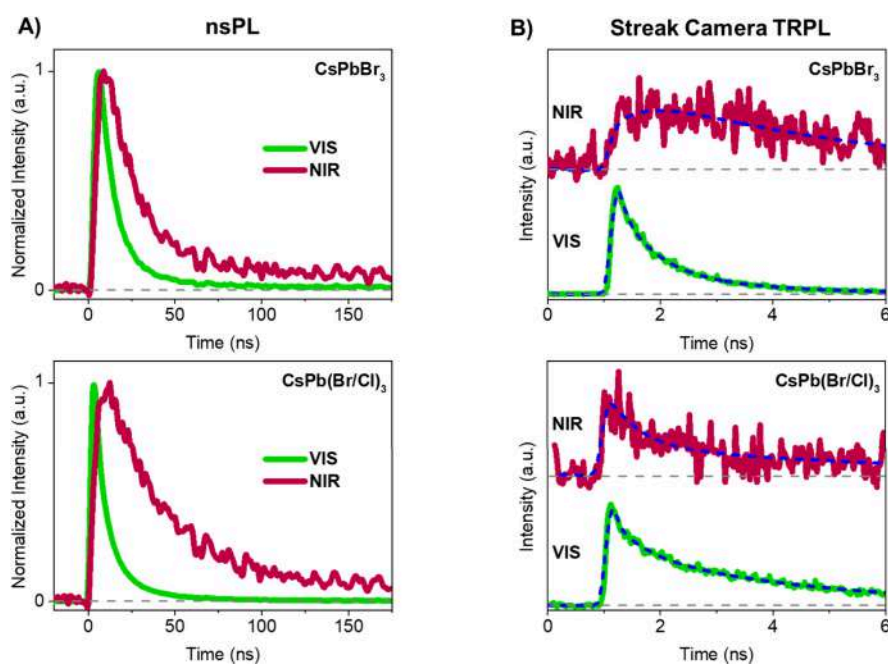 A)
nsPL
Normalized Intensity (a.u.)
1
0
CsPbBr3
VIS
NIR
0
50
100
150
Time (ns)
Normalized Intensity (a.u.)
1
0
CsPb(Br/Cl)3
VIS
NIR
0
50
100
150
Time (ns)
B)
Streak Camera TRPL
Intensity (a.u.)
CsPbBr3
NIR
VIS
0
2
4
6
Time (ns)
Intensity (a.u.)
CsPb(Br/Cl)3
NIR
VIS
0
2
4
6
Time (ns)